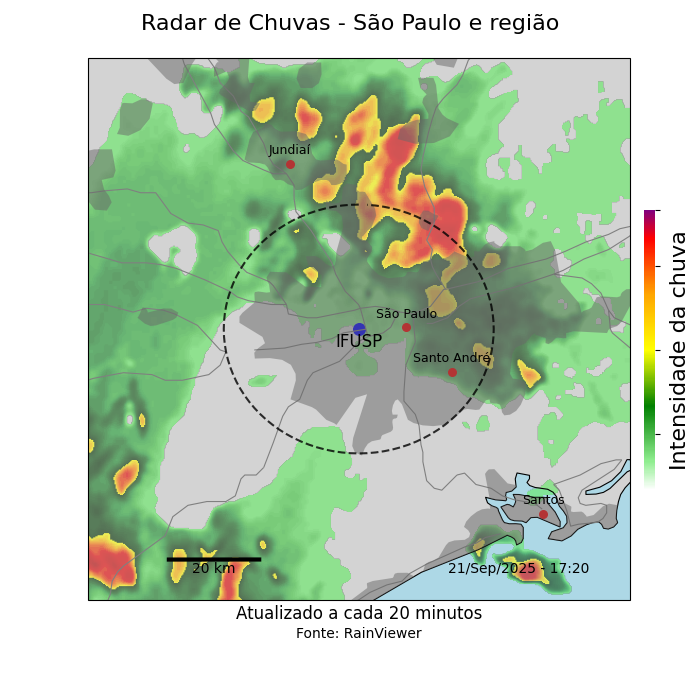 Radar de Chuvas - São Paulo e região
Jundiaí
São Paulo
IFUSP
Santo André
Santos
20 km
21/Sep/2025 - 17:20
Intensidade da chuva
Atualizado a cada 20 minutos
Fonte: RainViewer